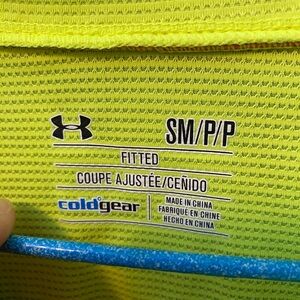 SM/P/P
FITTED
COUPE AJUSTÉE/CEÑIDO
coldgear
MADE IN CHINA
FABRIQUÉ EN CHINE
HECHO EN CHINA